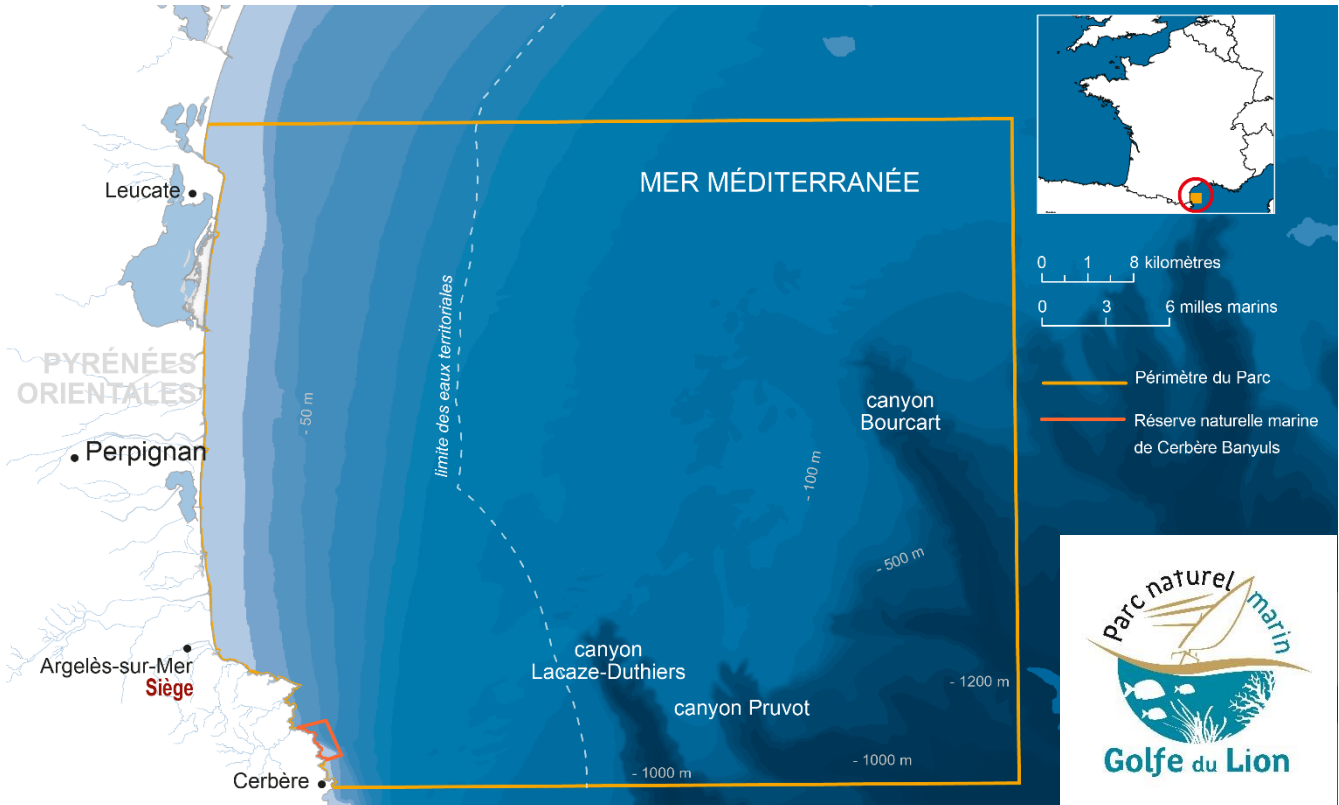 Leucate
MER MÉDITERRANÉE
0 1 8 kilomètres
0 3 6 milles marins
limite des eaux territoriales
PYRÉNÉES
ORIENTALES
- 50 m
Périmètre du Parc
canyon
Bourcart
Réserve naturelle marine
de Cerbère Banyuls
Perpignan
- 100 m
- 500 m
Argelès-sur-Mer
Siège
canyon
Lacaze-Duthiers
canyon Pruvot
- 1200 m
- 1000 m
- 1000 m
Cerbère
Parc naturel marin
Golfe du Lion